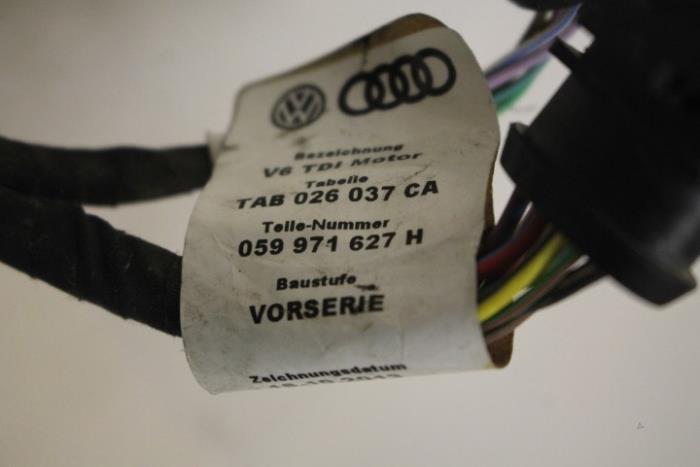 Bezeichnung
V6 TDI Motor
Tabelle
TAB 026 037 CA
Teile-Nummer
059 971 627 H
Baustufe
VORSERIE
Zeichnungsdatum